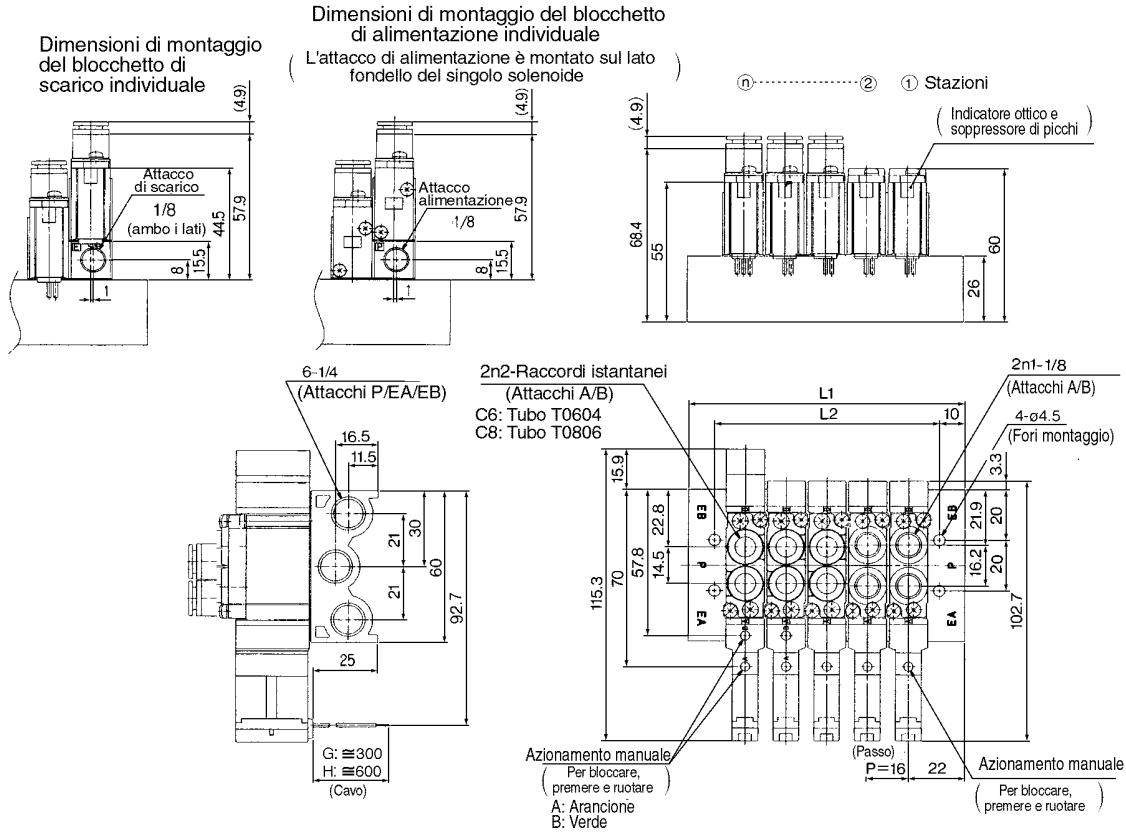 Dimensioni di montaggio
del blocchetto di
scarico individuale
Dimensioni di montaggio del blocchetto
di alimentazione individuale
( L'attacco di alimentazione è montato sul lato
fondello del singolo solenoide )
(4.9)
Attacco
di scarico
1/8
(ambo i lati)
44.5
57.9
8
15.5
1
(4.9)
Attacco
alimentazione
1/8
57.9
8
15.5
1
ⓝ---------------② ① Stazioni
( Indicatore ottico e
soppressore di picchi )
(4.9)
68.4
55
60
26
6-1/4
(Attacchi P/EA/EB)
16.5
11.5
21
21
30
60
92.7
25
G: ≅300
H: ≅600
(Cavo)
2n2-Raccordi istantanei
(Attacchi A/B)
C6: Tubo T0604
C8: Tubo T0806
L1
L2
10
2n1-1/8
(Attacchi A/B)
4-ø4.5
(Fori montaggio)
3.3
15.9
115.3
70
57.8
22.8
14.5
EB
P
EA
EB
P
EA
21.9
16.2
20
20
102.7
Azionamento manuale
( Per bloccare,
premere e ruotare )
A: Arancione
B: Verde
(Passo)
P=16
22
Azionamento manuale
( Per bloccare,
premere e ruotare )